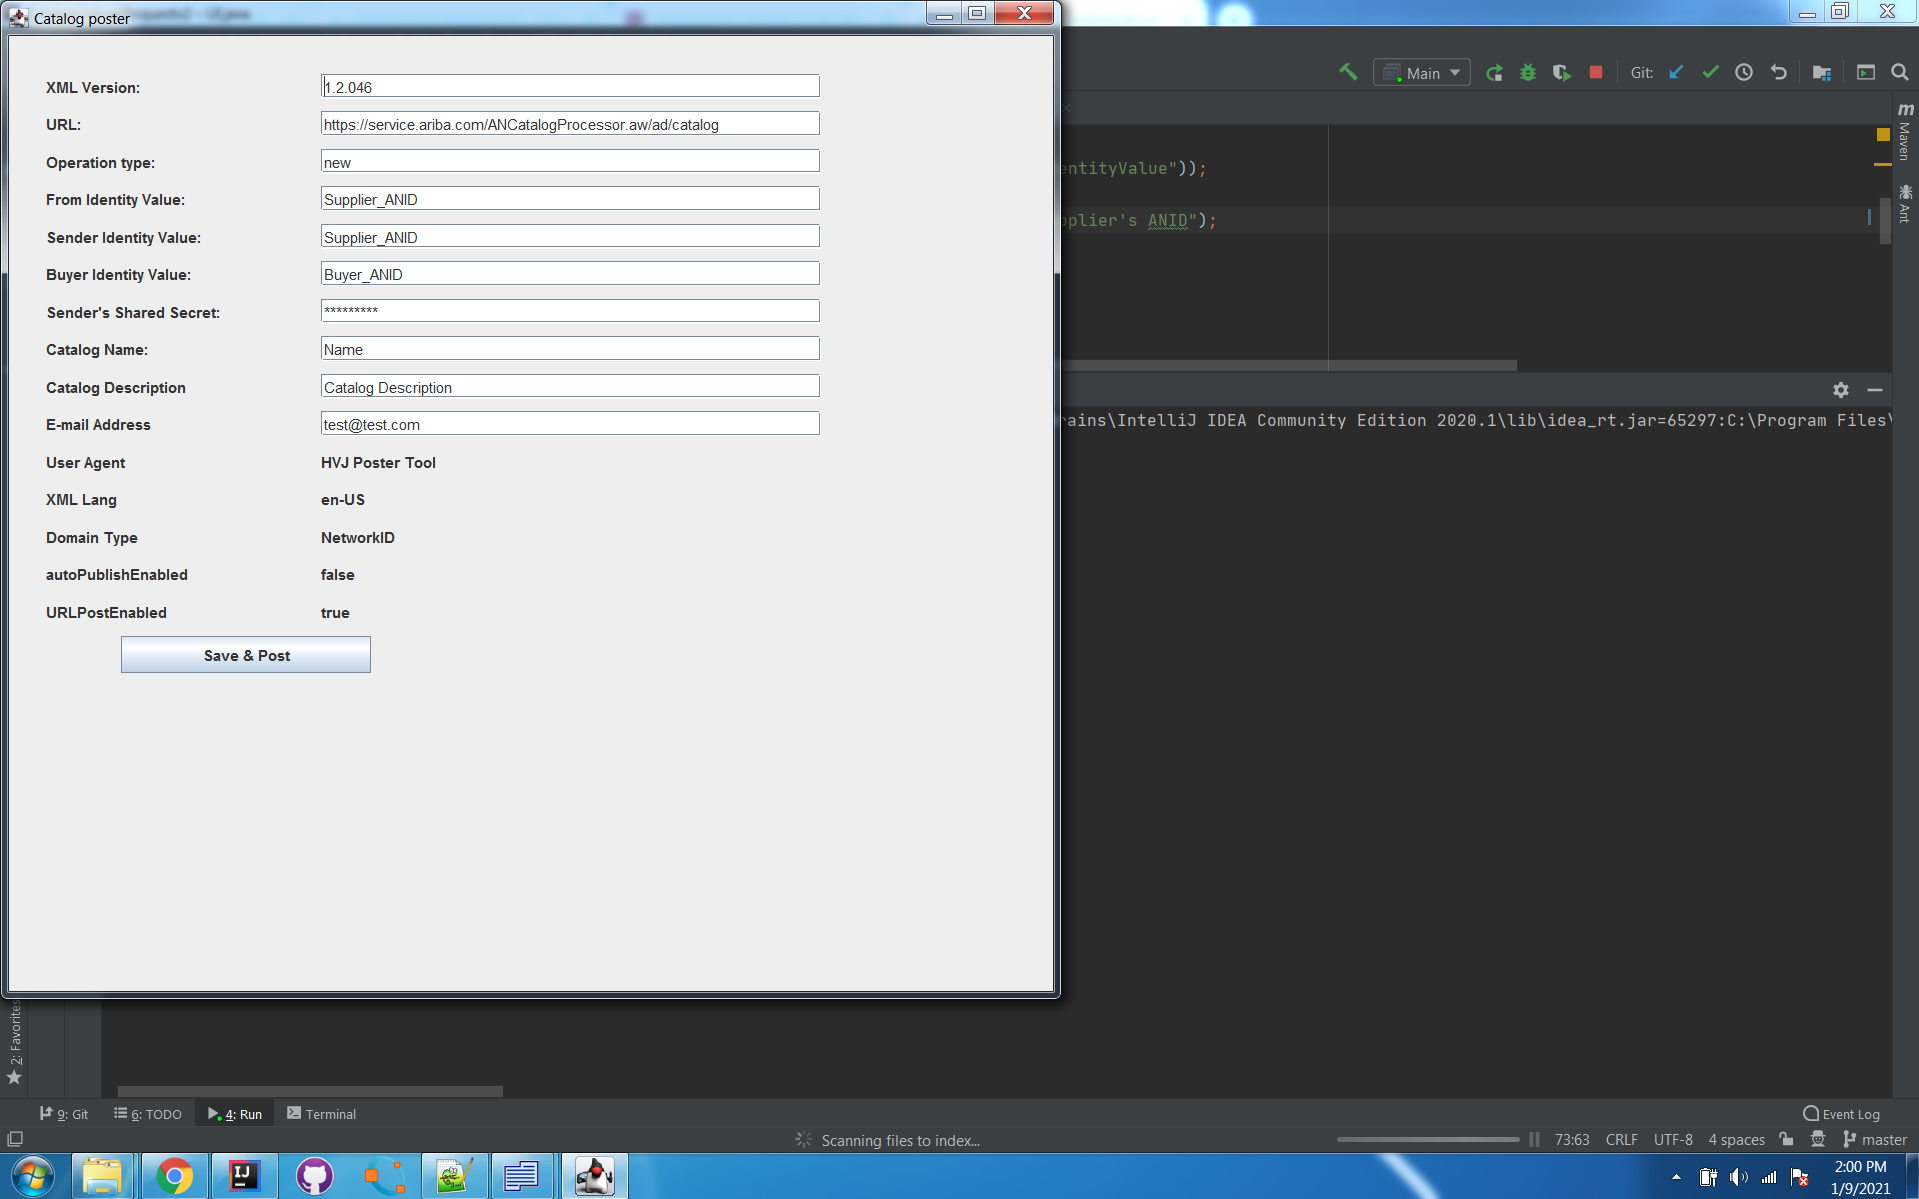 Catalog poster
XML Version: 1.2.046
URL: https://service.ariba.com/ANCatalogProcessor.aw/ad/catalog
Operation type: new
From Identity Value: Supplier_ANID
Sender Identity Value: Supplier_ANID
Buyer Identity Value: Buyer_ANID
Sender's Shared Secret: *********
Catalog Name: Name
Catalog Description Catalog Description
E-mail Address test@test.com
User Agent HVJ Poster Tool
XML Lang en-US
Domain Type NetworkID
autoPublishEnabled false
URLPostEnabled true
Save & Post
Main
Git:
entityValue"));
pplier's ANID");
m
Maven
Ant
rains\IntelliJ IDEA Community Edition 2020.1\lib\idea_rt.jar=65297:C:\Program Files\
2: Favorites
9: Git 6: TODO 4: Run Terminal Event Log
Scanning files to index... 73:63 CRLF UTF-8 4 spaces master
IJ
2:00 PM
1/9/2021